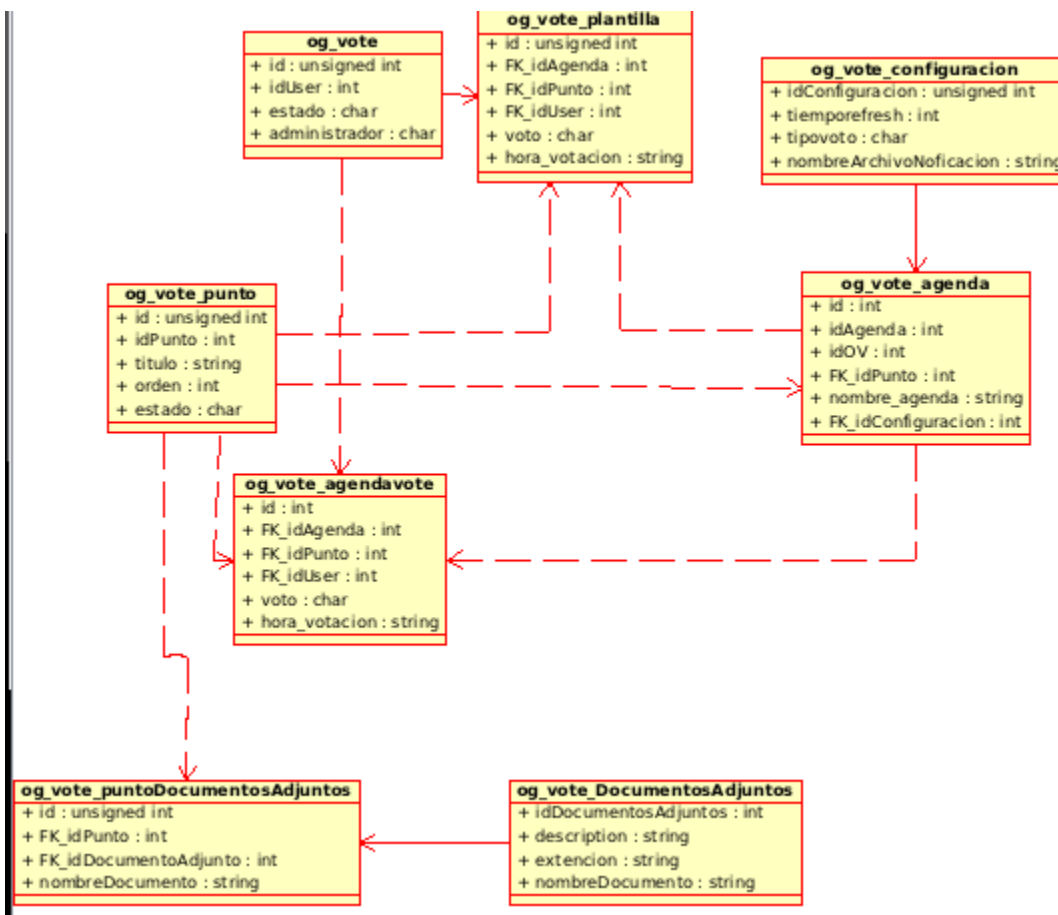 og_vote
+ id : unsigned int
+ idUser : int
+ estado : char
+ administrador : char
og_vote_plantilla
+ id : unsigned int
+ FK_idAgenda : int
+ FK_idPunto : int
+ FK_idUser : int
+ voto : char
+ hora_votacion : string
og_vote_configuracion
+ idConfiguracion : unsigned int
+ tiemporefresh : int
+ tipovoto : char
+ nombreArchivoNoficacion : string
og_vote_punto
+ id : unsigned int
+ idPunto : int
+ titulo : string
+ orden : int
+ estado : char
og_vote_agenda
+ id : int
+ idAgenda : int
+ idOV : int
+ FK_idPunto : int
+ nombre_agenda : string
+ FK_idConfiguracion : int
og_vote_agendavote
+ id : int
+ FK_idAgenda : int
+ FK_idPunto : int
+ FK_idUser : int
+ voto : char
+ hora_votacion : string
og_vote_puntoDocumentosAdjuntos
+ id : unsigned int
+ FK_idPunto : int
+ FK_idDocumentoAdjunto : int
+ nombreDocumento : string
og_vote_DocumentosAdjuntos
+ idDocumentosAdjuntos : int
+ description : string
+ extencion : string
+ nombreDocumento : string